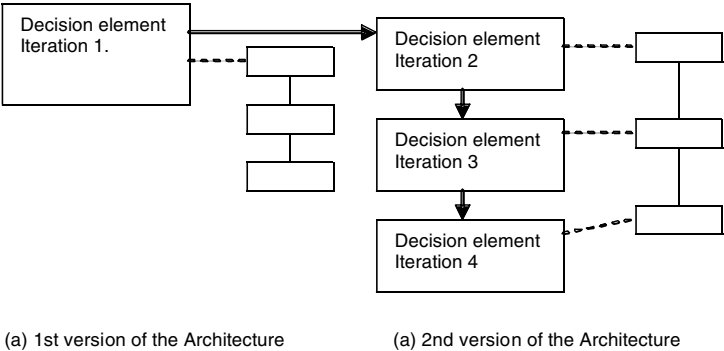 Decision element
Iteration 1.
Decision element
Iteration 2
Decision element
Iteration 3
Decision element
Iteration 4
(a) 1st version of the Architecture
(a) 2nd version of the Architecture